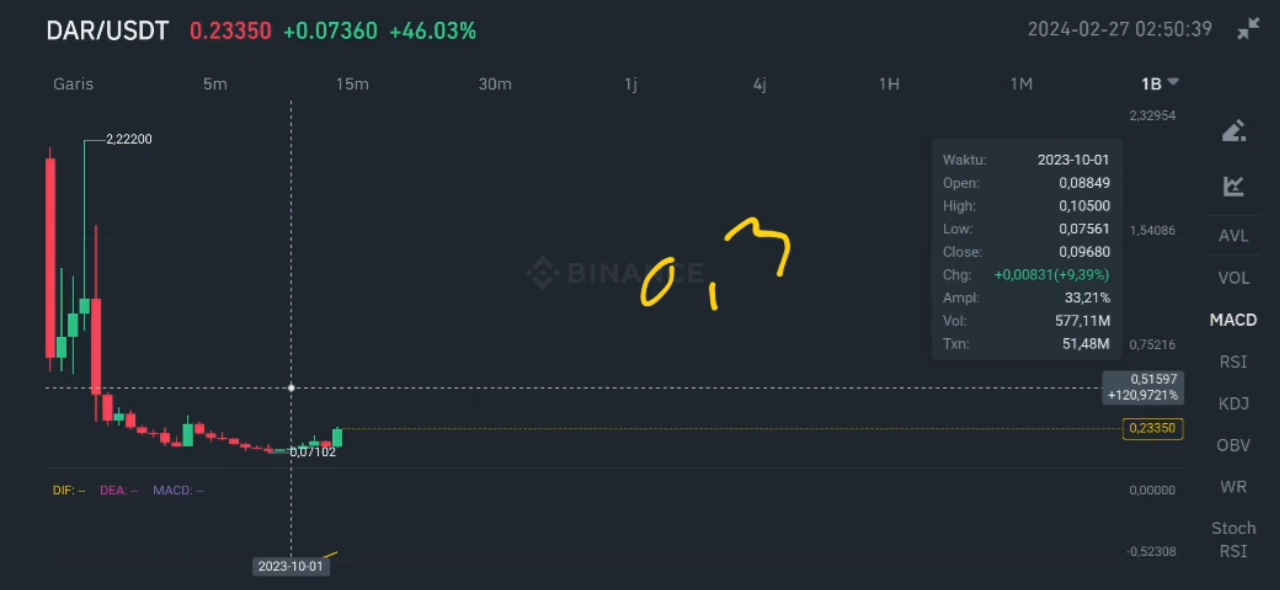 DAR/USDT 0.23350 +0.07360 +46.03% 2024-02-27 02:50:39
Garis 5m 15m 30m 1j 4j 1H 1M 1B
2,32954
2,22200
Waktu: 2023-10-01
Open: 0,08849
High: 0,10500
Low: 0,07561
Close: 0,09680
Chg: +0,00831(+9,39%)
Ampl: 33,21%
Vol: 577,11M
Txn: 51,48M
1,54086
0,75216
0,51597
+120,9721%
0,23350
BINANCE
0,3
0,07102
DIF: -- DEA: -- MACD: --
0,00000
-0,52308
2023-10-01
AVL
VOL
MACD
RSI
KDJ
OBV
WR
Stoch
RSI